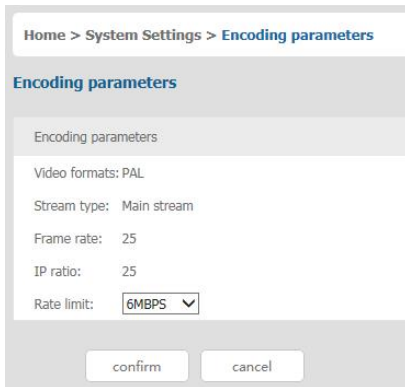 Home > System Settings > Encoding parameters
Encoding parameters
Encoding parameters
Video formats: PAL
Stream type: Main stream
Frame rate: 25
IP ratio: 25
Rate limit: 6MBPS
confirm cancel